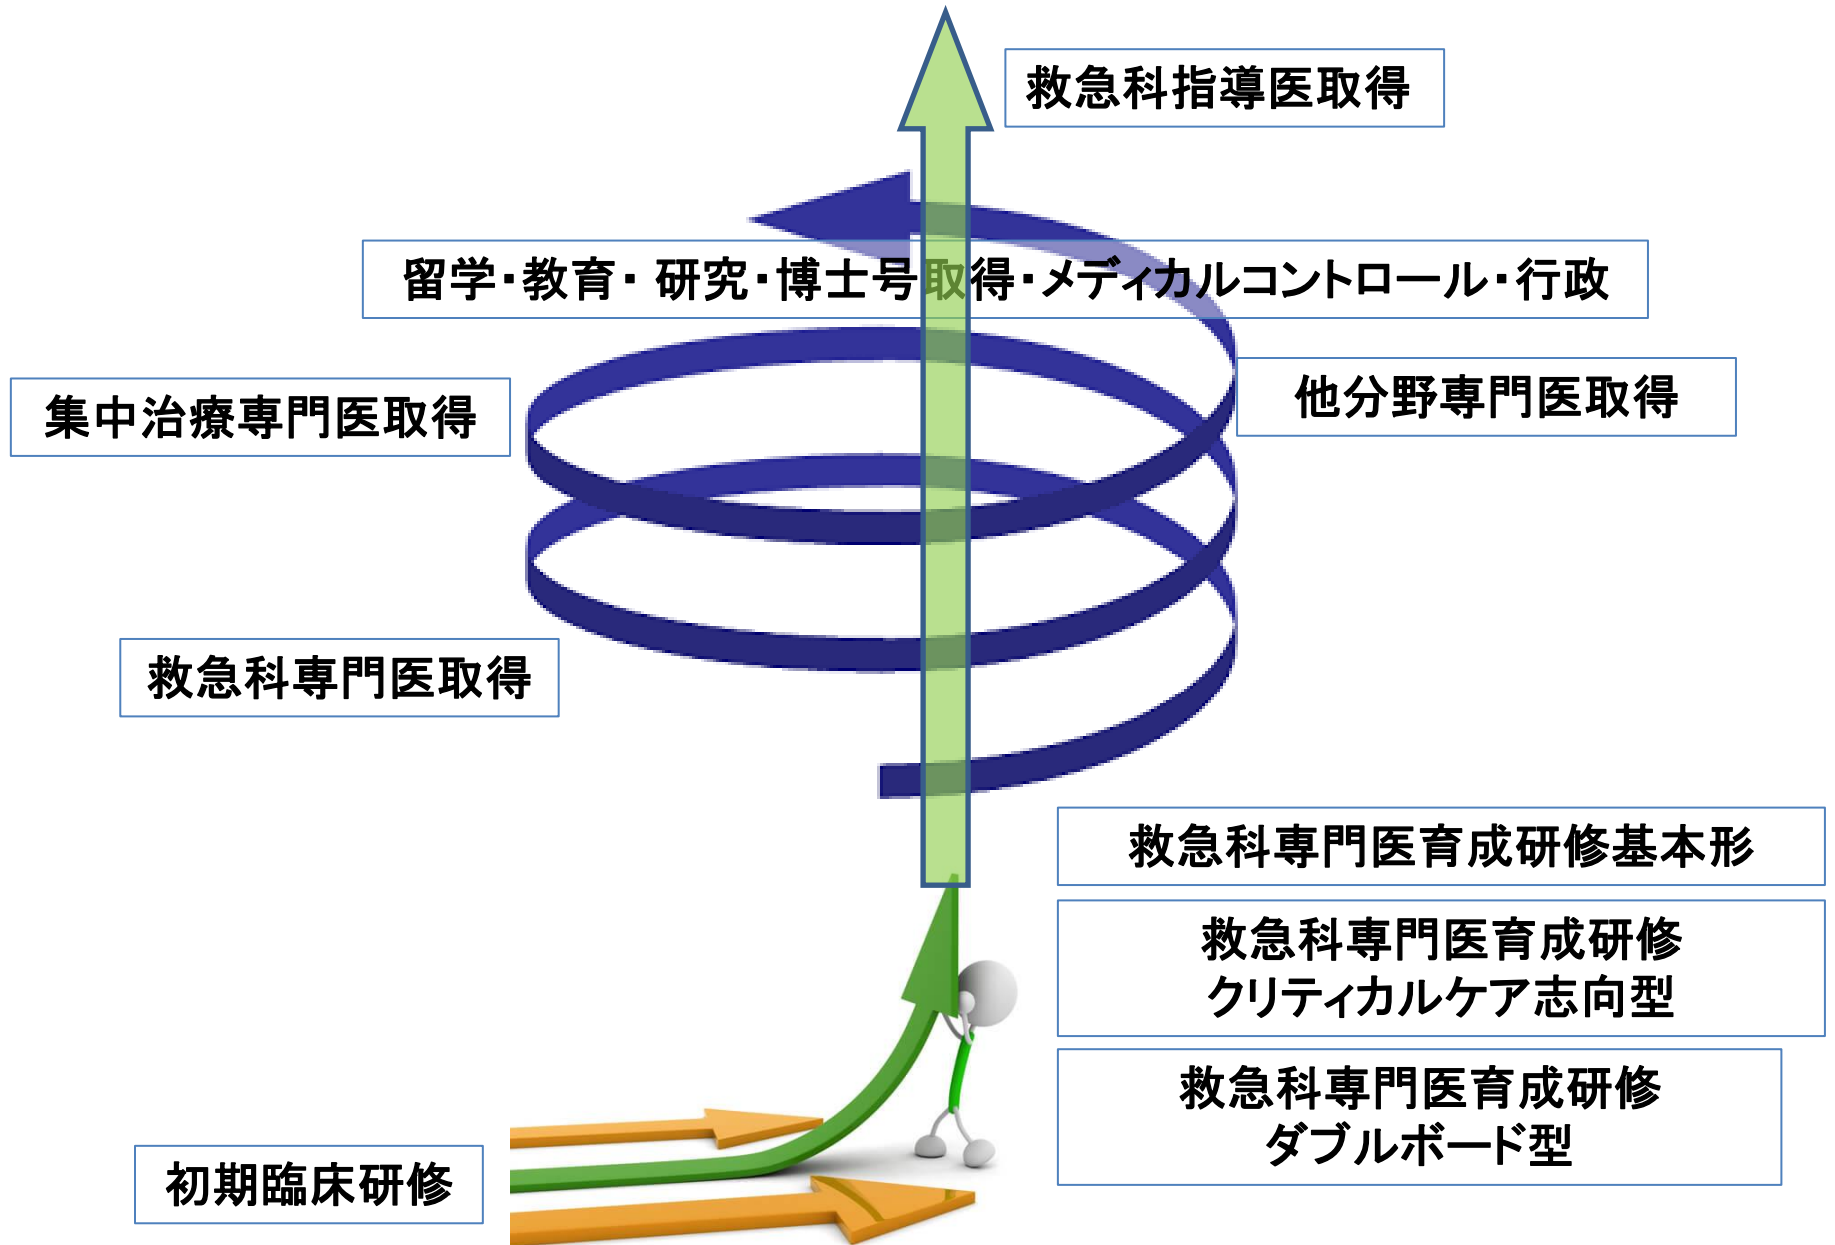 救急科指導医取得
留学・教育・ 研究・博士号取得・メディカルコントロール・行政
集中治療専門医取得
他分野専門医取得
救急科専門医取得
救急科専門医育成研修基本形
救急科専門医育成研修
クリティカルケア志向型
救急科専門医育成研修
ダブルボード型
初期臨床研修